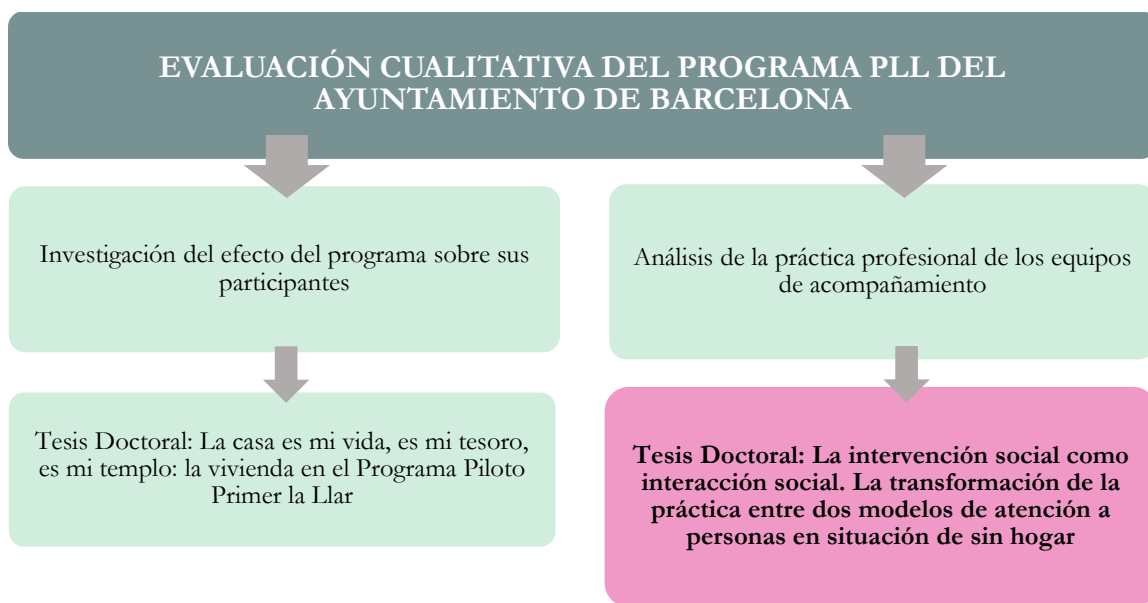 EVALUACIÓN CUALITATIVA DEL PROGRAMA PLL DEL
AYUNTAMIENTO DE BARCELONA
Investigación del efecto del programa sobre sus
participantes
Análisis de la práctica profesional de los equipos
de acompañamiento
Tesis Doctoral: La casa es mi vida, es mi tesoro,
es mi templo: la vivienda en el Programa Piloto
Primer la Llar
Tesis Doctoral: La intervención social como
interacción social. La transformación de la
práctica entre dos modelos de atención a
personas en situación de sin hogar